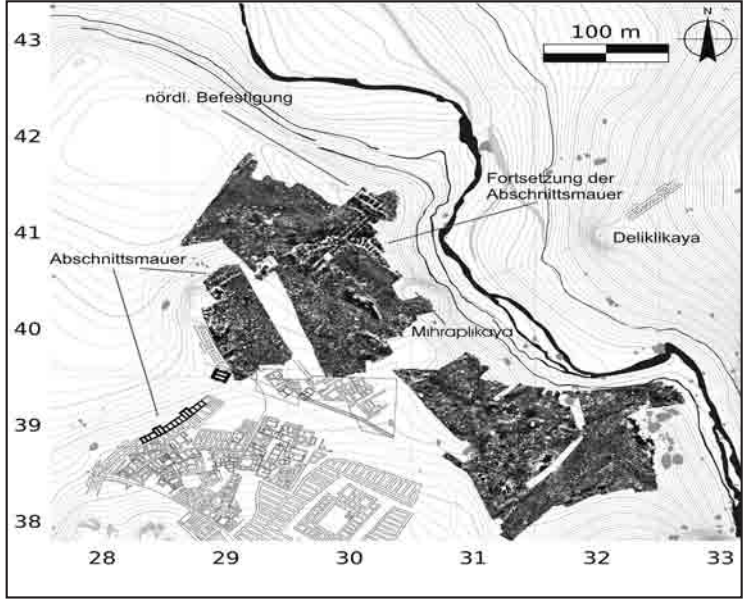 43
100 m
N
nördl. Befestigung
42
Fortsetzung der
Abschnittsmauer
41
Deliklikaya
Abschnittsmauer
40
Mıhraplıkaya
39
38
28 29 30 31 32 33